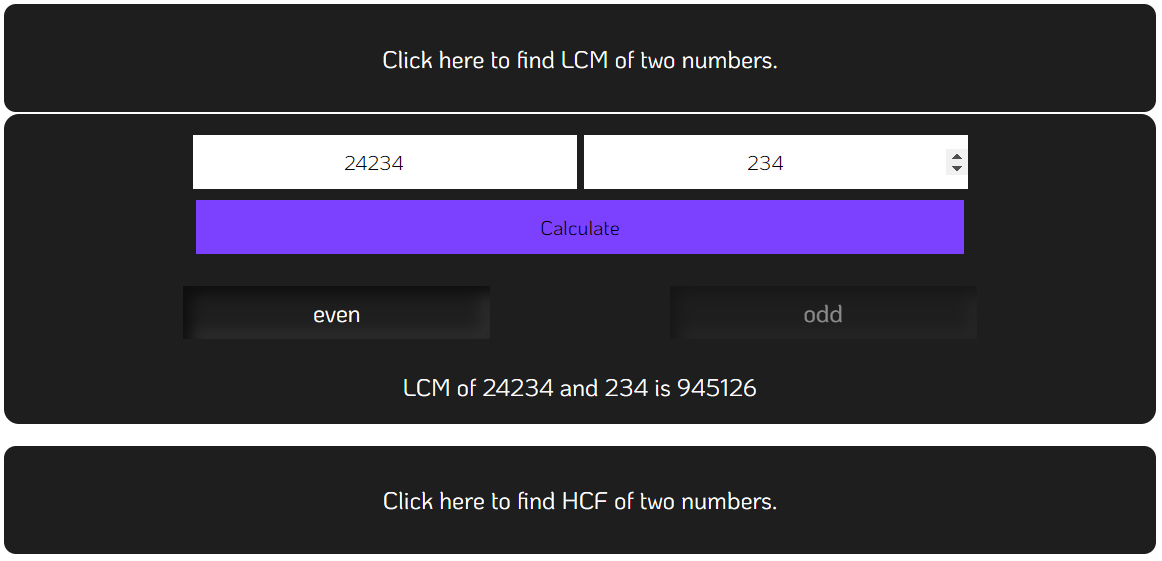 Click here to find LCM of two numbers.
24234 234
Calculate
even odd
LCM of 24234 and 234 is 945126
Click here to find HCF of two numbers.